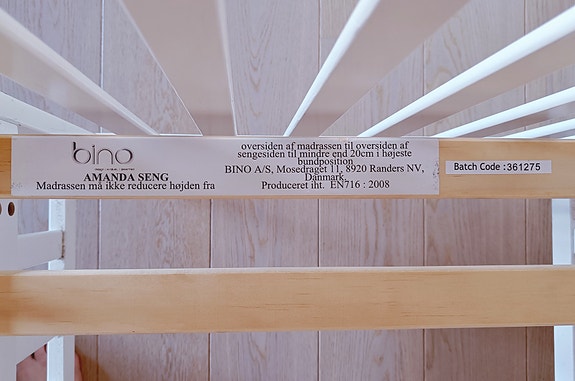 bino
AMANDA SENG
Madrassen må ikke reducere højden fra
oversiden af madrassen til oversiden af
sengesiden til mindre end 20cm i højeste
bundposition
BINO A/S, Mosedraget 11, 8920 Randers NV,
Danmark.
Produceret iht. EN716 : 2008
Batch Code :361275